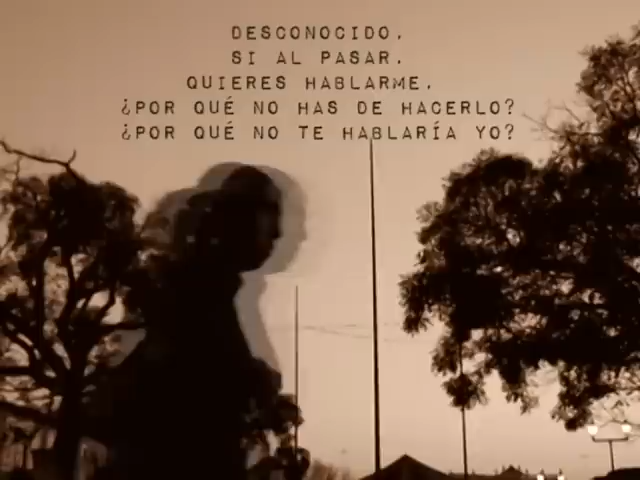 DESCONOCIDO,
SI AL PASAR,
QUIERES HABLARME,
¿POR QUÉ NO HAS DE HACERLO?
¿POR QUÉ NO TE HABLARÍA YO?